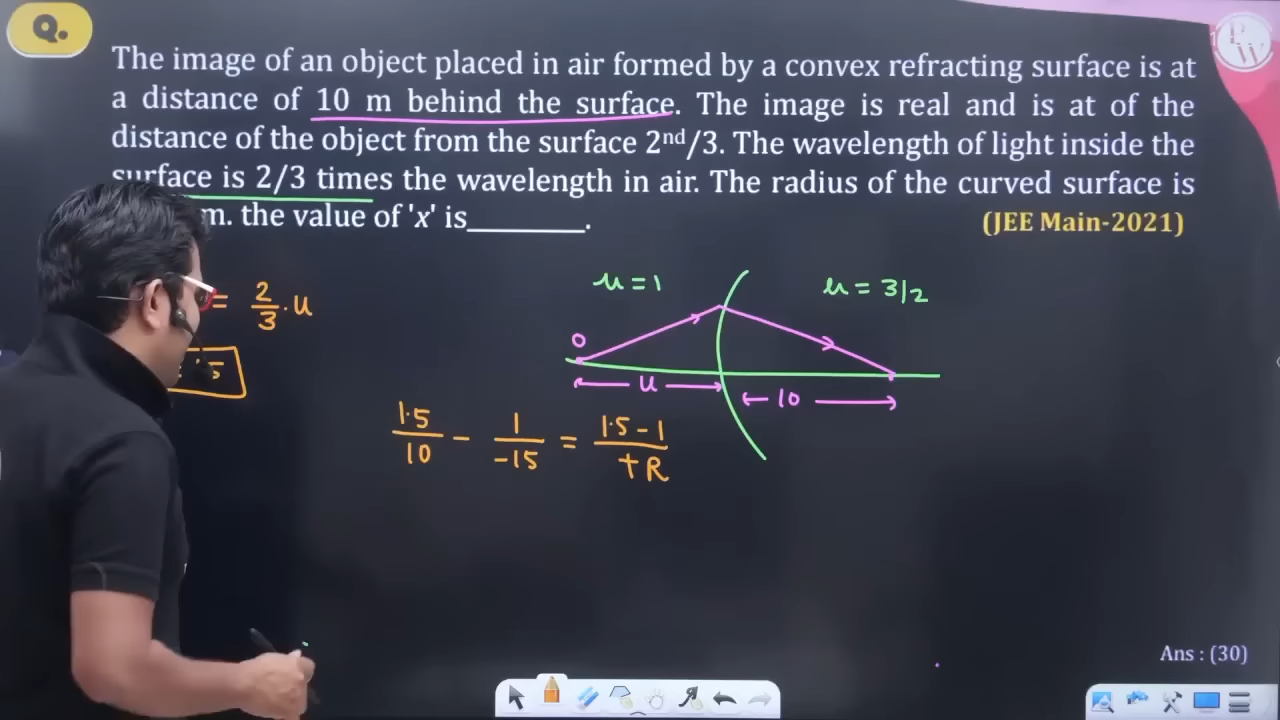 Q.
The image of an object placed in air formed by a convex refracting surface is at
a distance of 10 m behind the surface. The image is real and is at of the
distance of the object from the surface 2nd/3. The wavelength of light inside the
surface is 2/3 times the wavelength in air. The radius of the curved surface is
m. the value of 'x' is________.
(JEE Main-2021)
= 2/3 . u
μ = 1
μ = 3/2
O
u
10
1.5/10 - 1/-15 = 1.5 - 1/+R
Ans : (30)